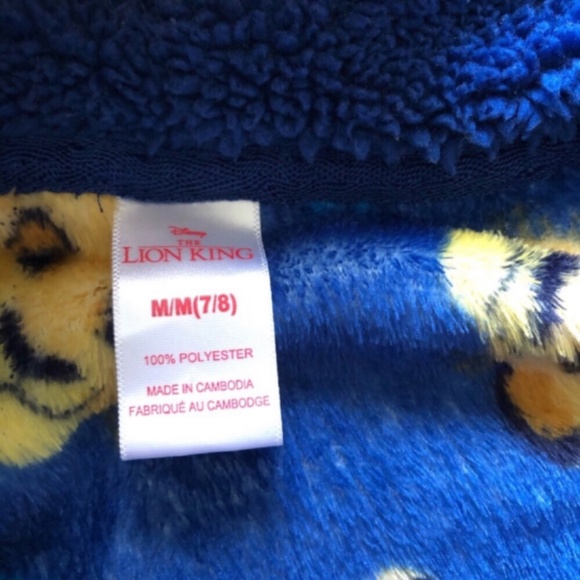 Disney
THE
LION KING
M/M(7/8)
100% POLYESTER
MADE IN CAMBODIA
FABRIQUÉ AU CAMBODGE